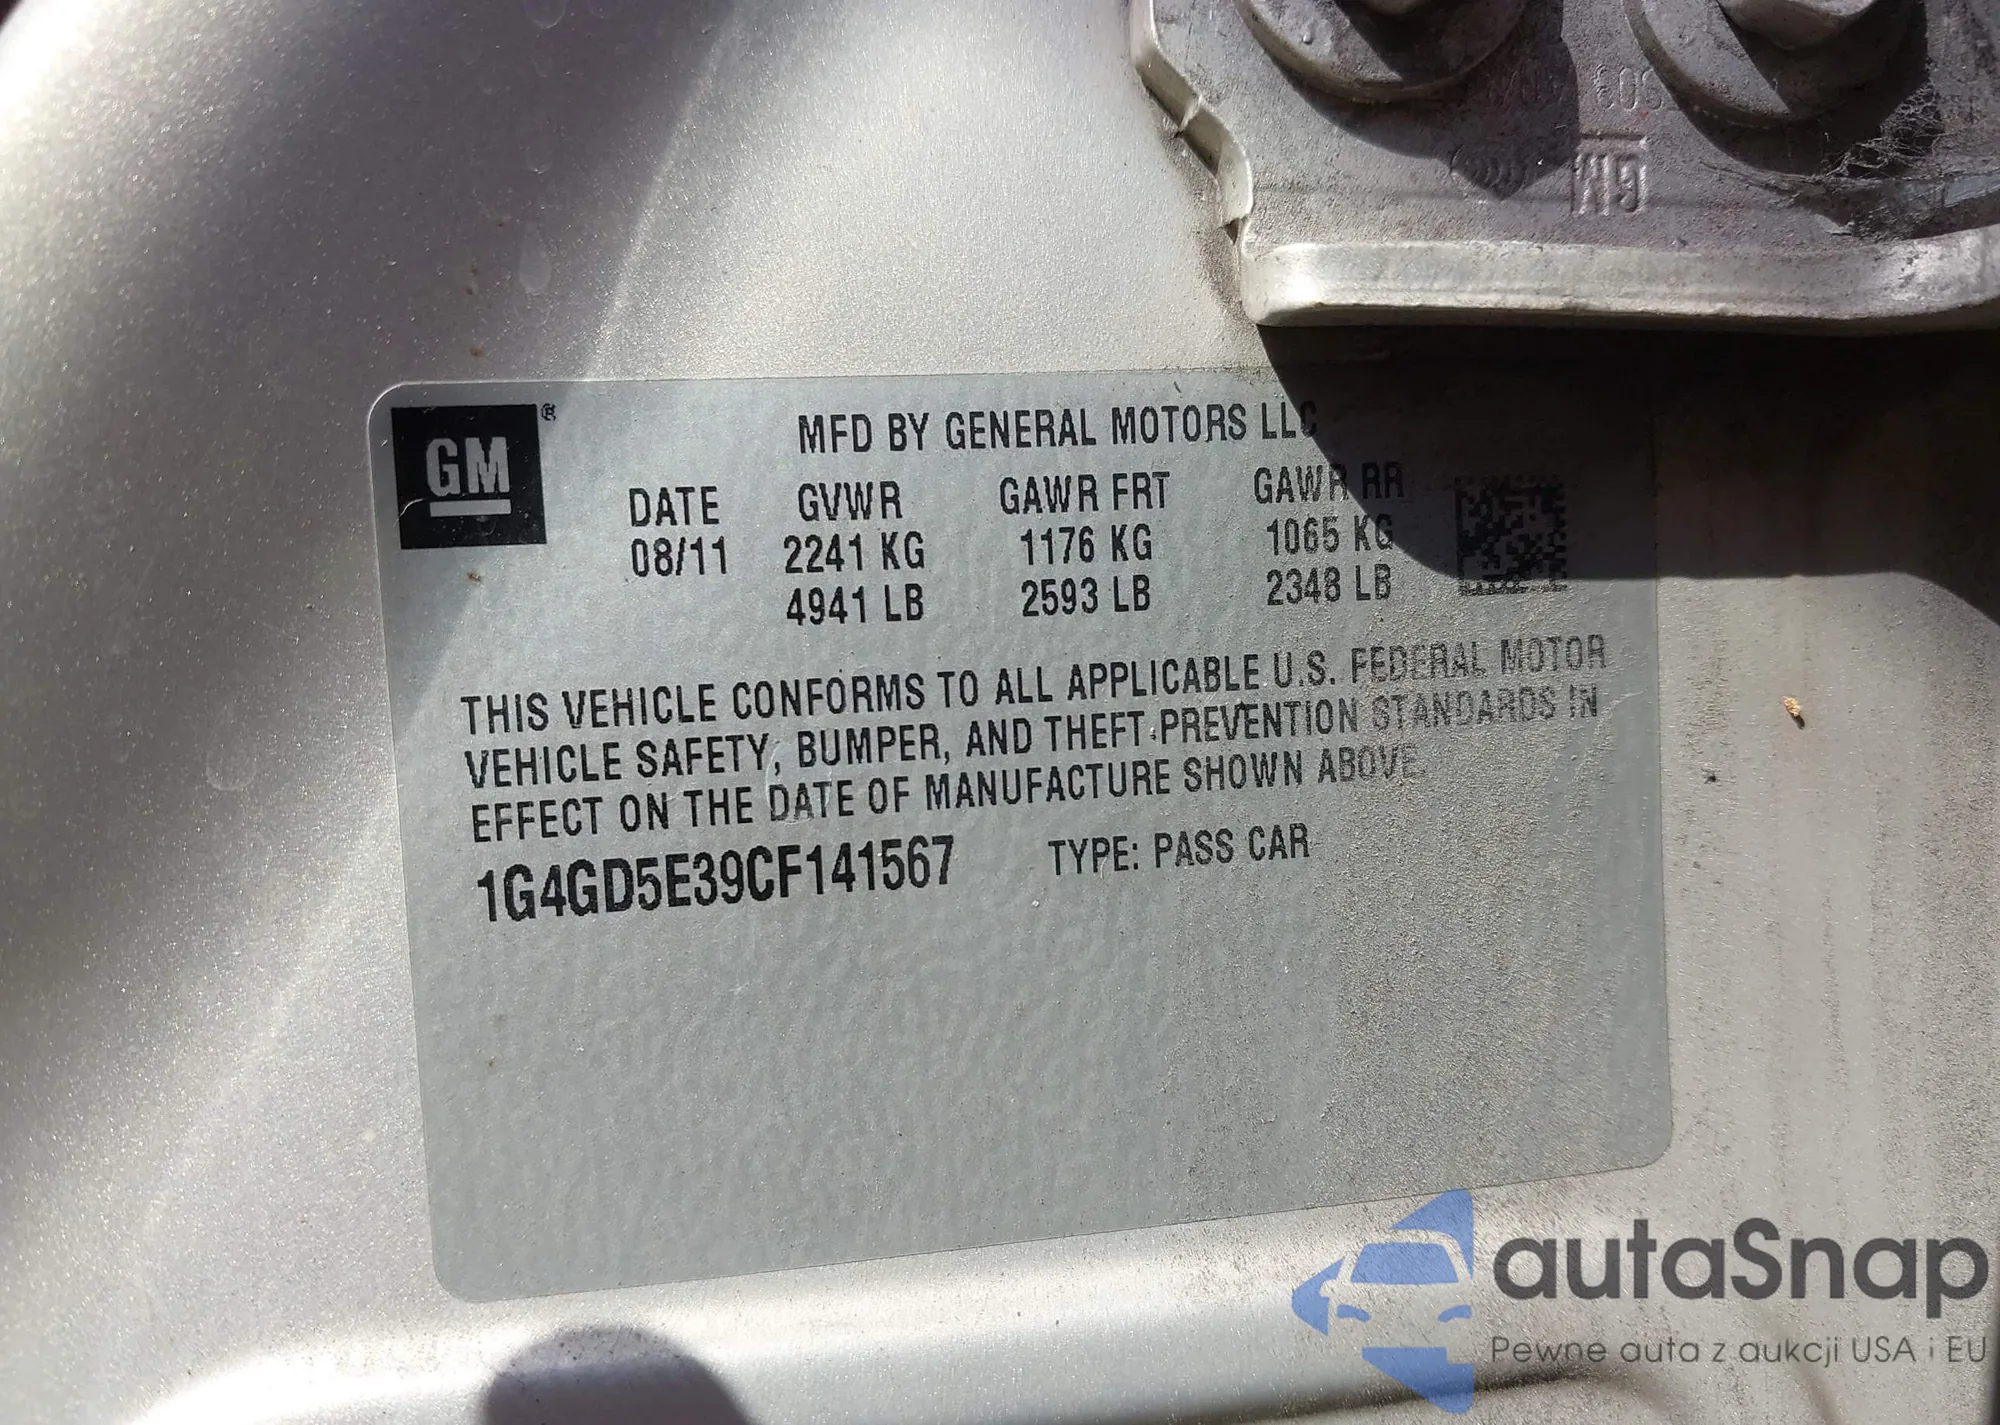 GM
GM
®
MFD BY GENERAL MOTORS LLC
DATE GVWR GAWR FRT GAWR RR
08/11 2241 KG 1176 KG 1065 KG
4941 LB 2593 LB 2348 LB
THIS VEHICLE CONFORMS TO ALL APPLICABLE U.S. FEDERAL MOTOR
VEHICLE SAFETY, BUMPER, AND THEFT PREVENTION STANDARDS IN
EFFECT ON THE DATE OF MANUFACTURE SHOWN ABOVE.
1G4GD5E39CF141567 TYPE: PASS CAR
autaSnap
Pewne auta z aukcji USA i EU